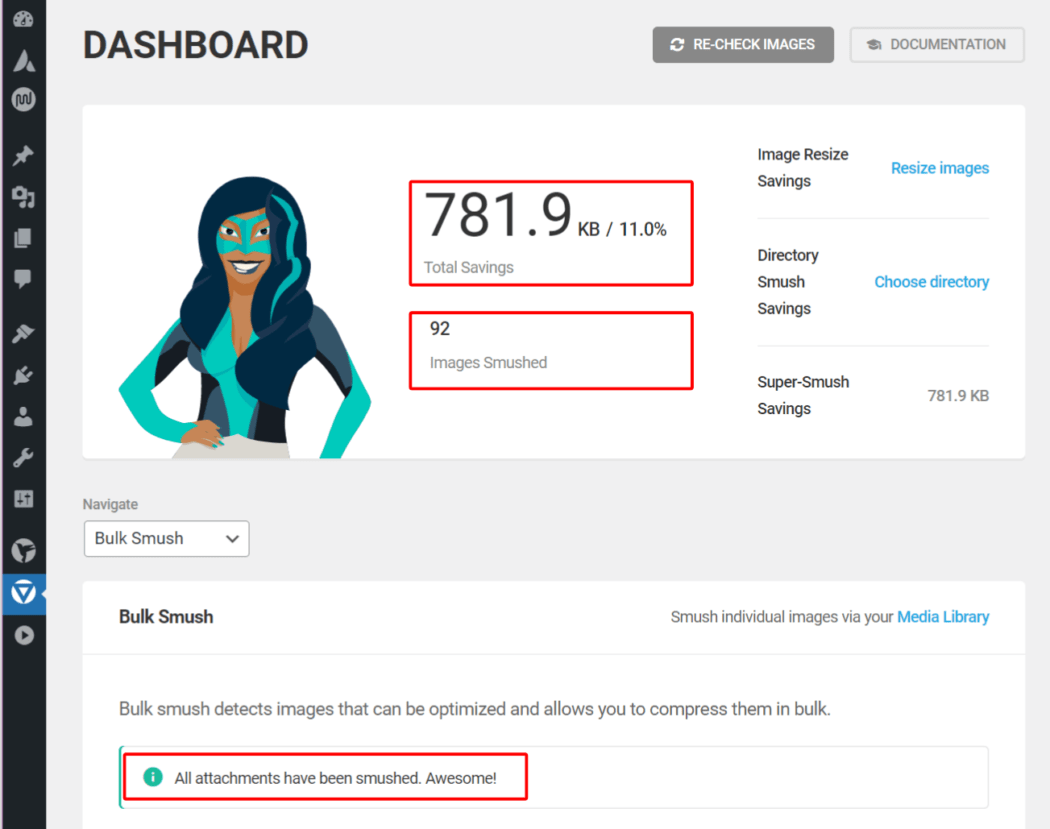 DASHBOARD
RE-CHECK IMAGES
DOCUMENTATION
781.9 KB / 11.0%
Total Savings
92
Images Smushed
Image Resize
Savings
Resize images
Directory
Smush
Savings
Choose directory
Super-Smush
Savings
781.9 KB
Navigate
Bulk Smush
Bulk Smush
Smush individual images via your Media Library
Bulk smush detects images that can be optimized and allows you to compress them in bulk.
All attachments have been smushed. Awesome!